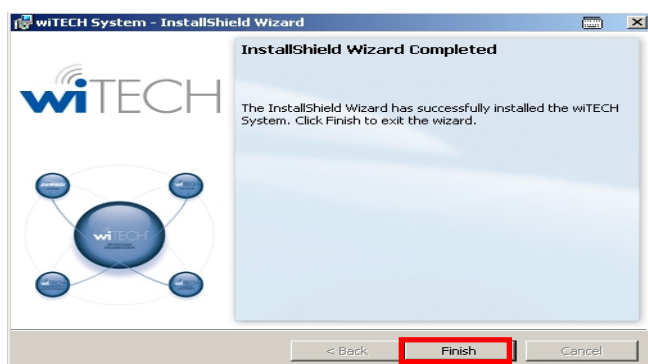 wiTECH System - InstallShield Wizard
InstallShield Wizard Completed
wiTECH
The InstallShield Wizard has successfully installed the wiTECH
System. Click Finish to exit the wizard.
wiTECH
< Back
Finish
Cancel